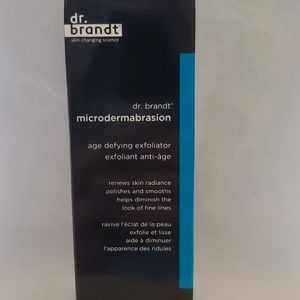 dr.
brandt®
skin-changing science
dr. brandt®
microdermabrasion
age defying exfoliator
exfoliant anti-âge
renews skin radiance
polishes and smooths
helps diminish the
look of fine lines
ravive l'éclat de la peau
exfolie et lisse
aide à diminuer
l'apparence des ridules